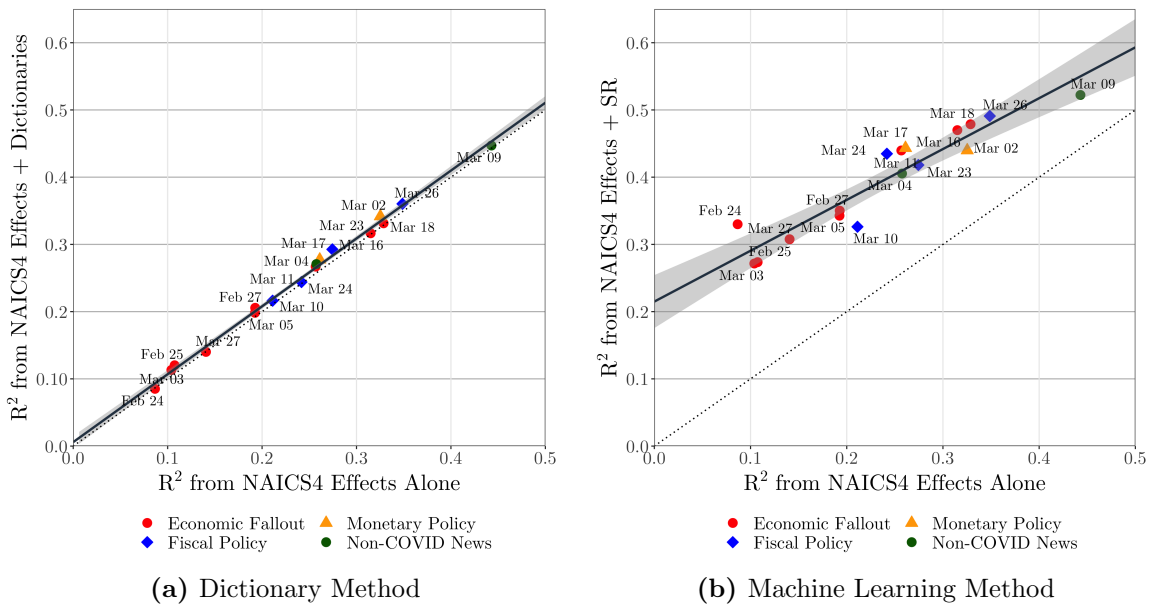 R² from NAICS4 Effects + Dictionaries
0.6
0.5
0.4
0.3
0.2
0.10
0.0
Mar 09
Mar 26
Mar 02
Mar 23
Mar 18
Mar 17
Mar 16
Mar 04
Mar 11
Mar 24
Feb 27
Mar 10
Mar 05
Mar 27
Feb 25
Mar 03
Feb 24
0.0 0.1 0.2 0.3 0.4 0.5
R² from NAICS4 Effects Alone
Economic Fallout
Monetary Policy
Fiscal Policy
Non-COVID News
(a) Dictionary Method
R² from NAICS4 Effects + SR
0.6
0.5
0.4
0.3
0.2
0.1
0.0
Mar 09
Mar 26
Mar 18
Mar 17
Mar 16
Mar 24
Mar 02
Mar 11
Mar 23
Mar 04
Feb 27
Feb 24
Mar 27
Mar 05
Mar 10
Feb 25
Mar 03
0.0 0.1 0.2 0.3 0.4 0.5
R² from NAICS4 Effects Alone
Economic Fallout
Monetary Policy
Fiscal Policy
Non-COVID News
(b) Machine Learning Method